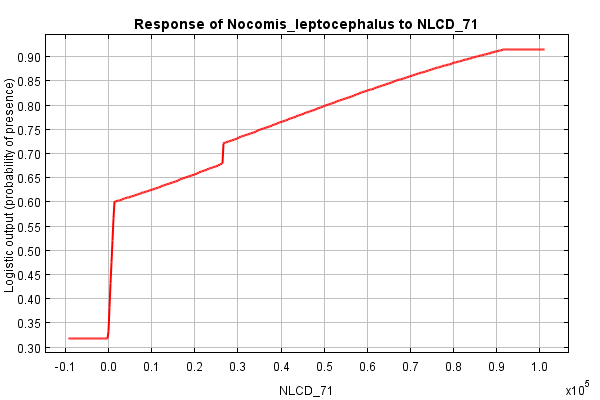 Response of Nocomis_leptocephalus to NLCD_71
Logistic output (probability of presence)
0.90
0.85
0.80
0.75
0.70
0.65
0.60
0.55
0.50
0.45
0.40
0.35
0.30
-0.1 0.0 0.1 0.2 0.3 0.4 0.5 0.6 0.7 0.8 0.9 1.0
NLCD_71
x10^5